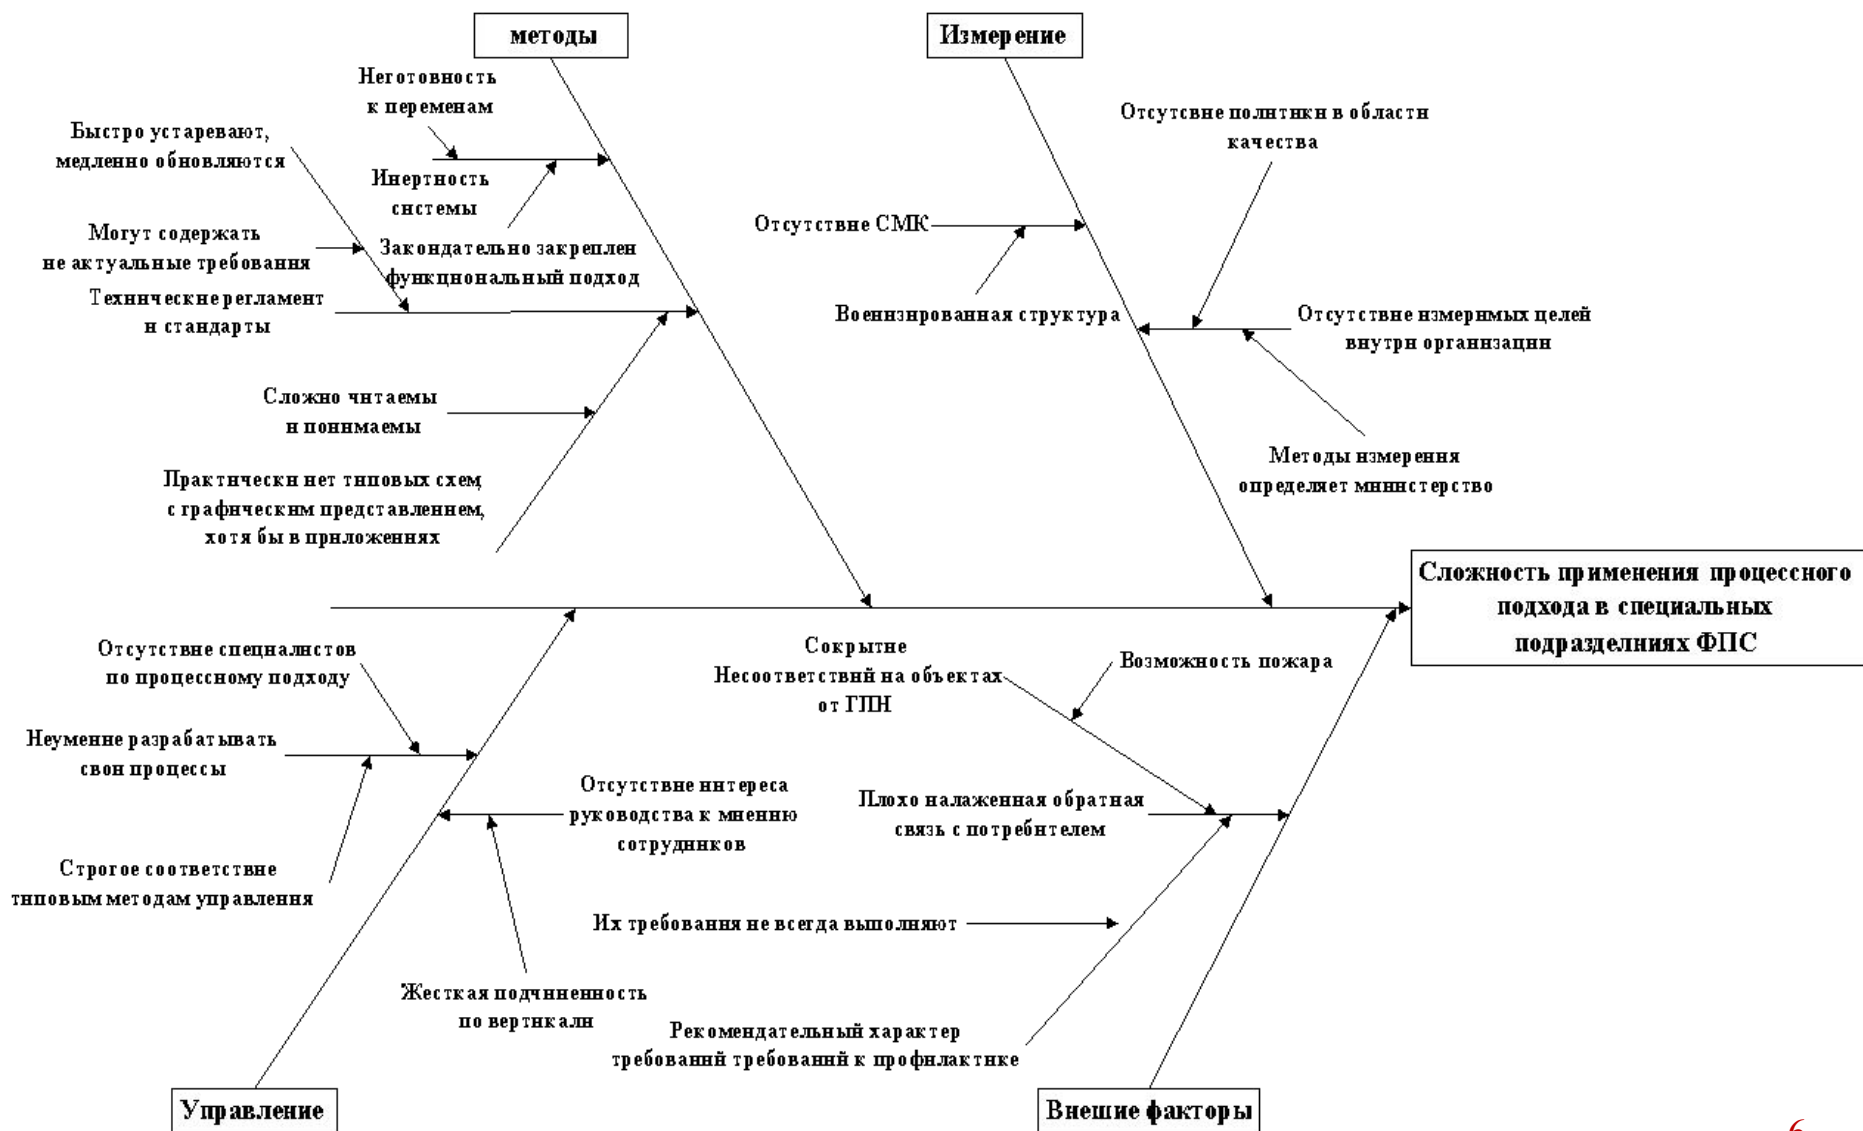 методы
Измерение
Неготовность
к переменам
Отсутсвие политики в области
качества
Быстро устаревают,
медленно обновляются
Инертность
системы
Отсутствие СМК
Могут содержать
не актуальные требования
Закондательно закреплен
функциональный подход
Технические регламент
и стандарты
Военизированная структура
Отсутствие измеримых целей
внутри организации
Сложно читаемы
и понимаемы
Методы измерения
определяет министерство
Практически нет типовых схем,
с графическим представлением,
хотя бы в приложениях
Сложность применения процессного
подхода в специальных
подразделниях ФПС
Отсутствие специалистов
по процессному подходу
Сокрытие
Несоответствий на объектах
от ГПН
Возможность пожара
Неумение разрабатывать
свои процессы
Отсутствие интереса
руководства к мнению
сотрудников
Плохо налаженная обратная
связь с потребителем
Строгое соответствие
типовым методам управления
Их требования не всегда выполняют
Жесткая подчиненность
по вертикали
Рекомендательный характер
требований требований к профилактике
Управление
Внешие факторы
6